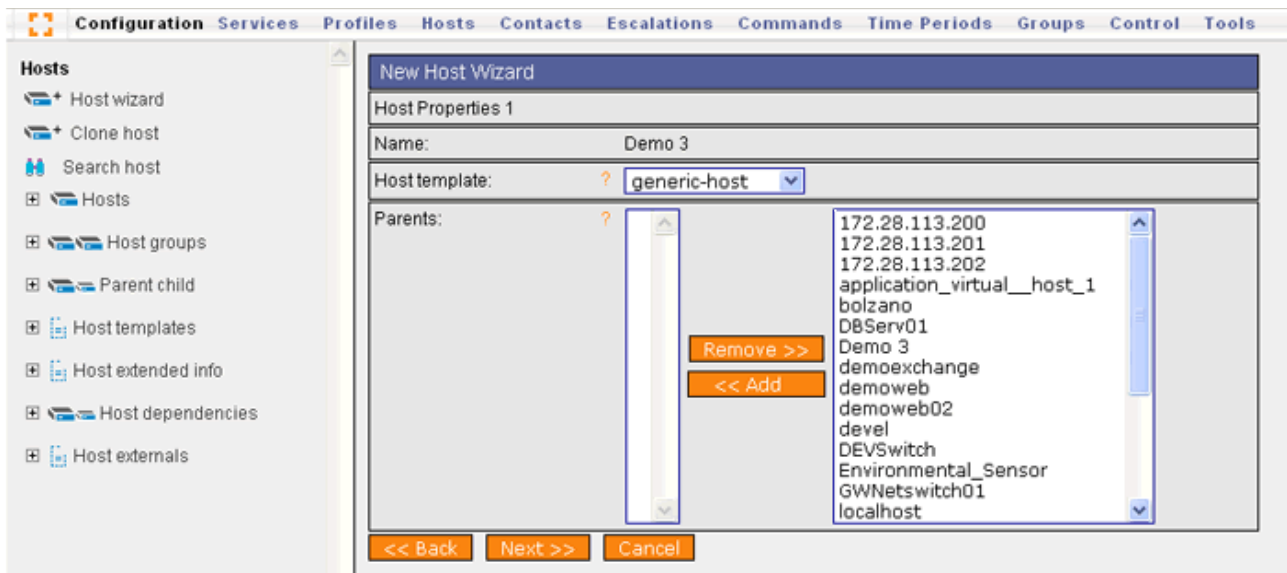 Configuration Services Profiles Hosts Contacts Escalations Commands Time Periods Groups Control Tools
Hosts
Host wizard
Clone host
Search host
Hosts
Host groups
Parent child
Host templates
Host extended info
Host dependencies
Host externals
New Host Wizard
Host Properties 1
Name: Demo 3
Host template: ? generic-host
Parents: ?
Remove >>
<< Add
172.28.113.200
172.28.113.201
172.28.113.202
application_virtual__host_1
bolzano
DBServ01
Demo 3
demoexchange
demoweb
demoweb02
devel
DEVSwitch
Environmental_Sensor
GWNetswitch01
localhost
<< Back Next >> Cancel